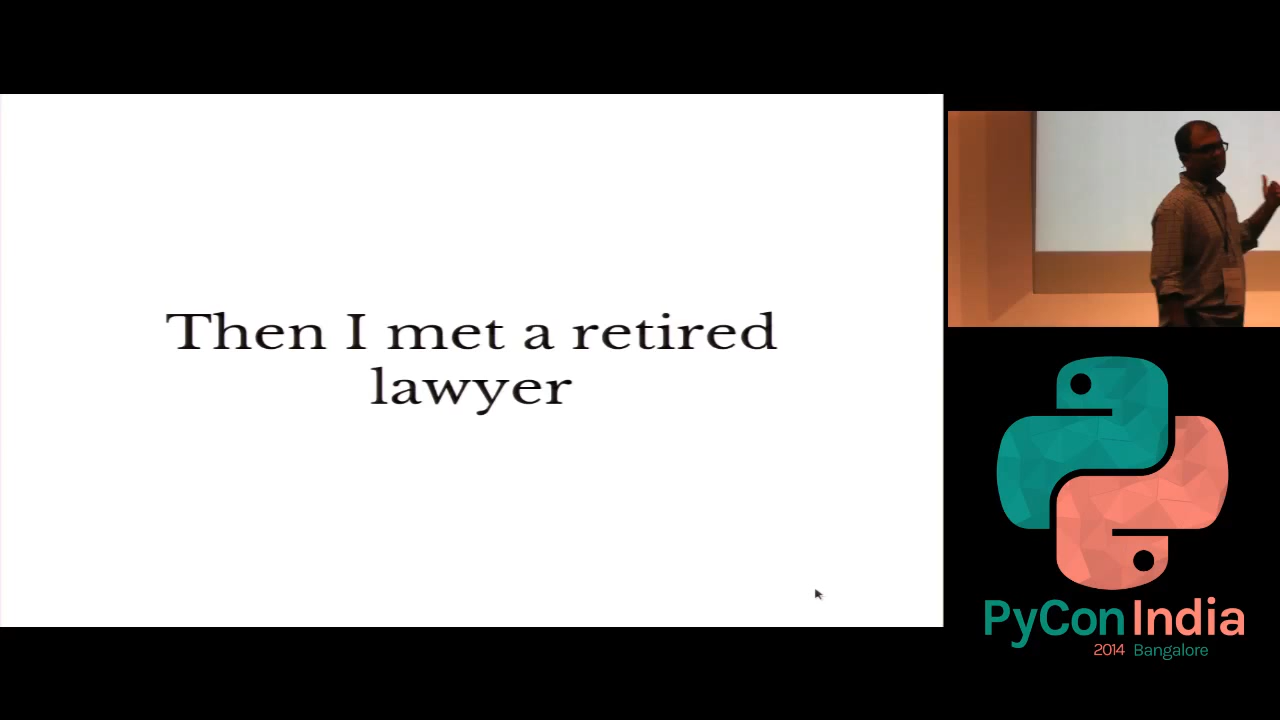 Then I met a retired
lawyer
PyCon India
2014 Bangalore